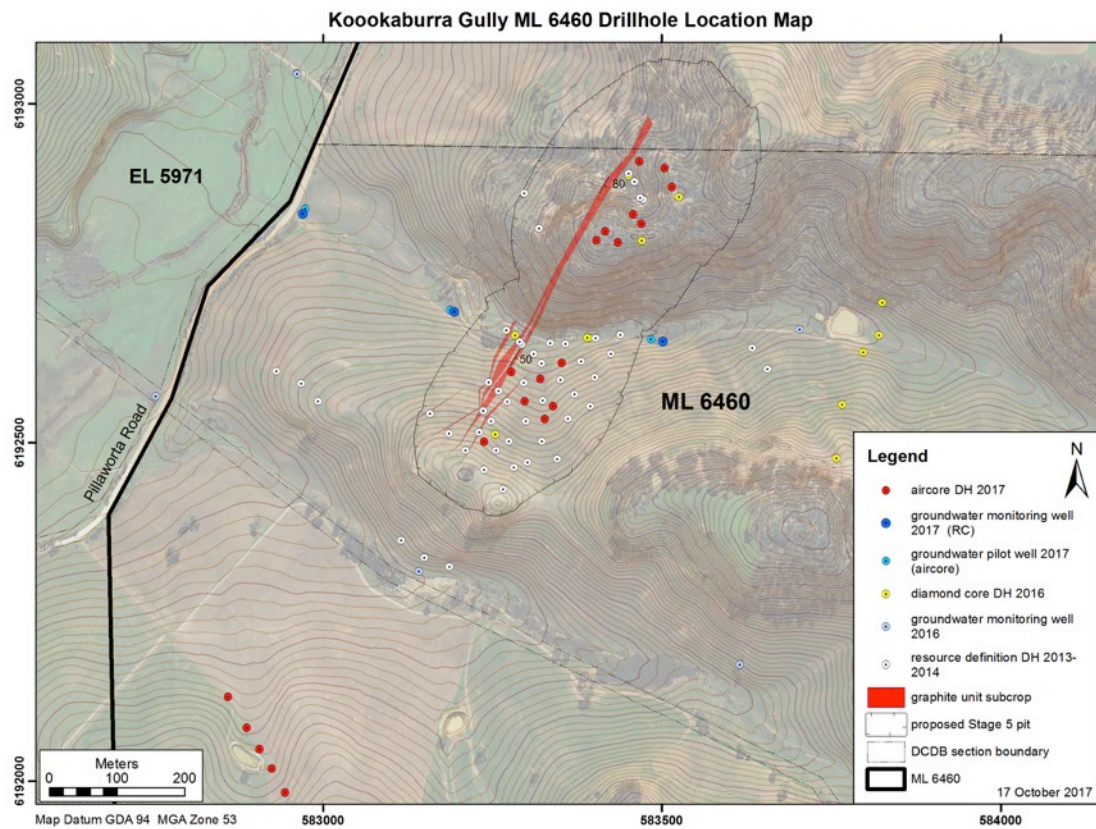 Koookaburra Gully ML 6460 Drillhole Location Map
6193000
EL 5971
80
50
ML 6460
6192500
Pillaworta Road
Legend
N
aircore DH 2017
groundwater monitoring well
2017 (RC)
groundwater pilot well 2017
(aircore)
diamond core DH 2016
groundwater monitoring well
2016
resource definition DH 2013-
2014
graphite unit subcrop
proposed Stage 5 pit
DCDB section boundary
ML 6460
17 October 2017
Meters
0 50 100 200
6192000
Map Datum GDA 94 MGA Zone 53
583000
583500
584000